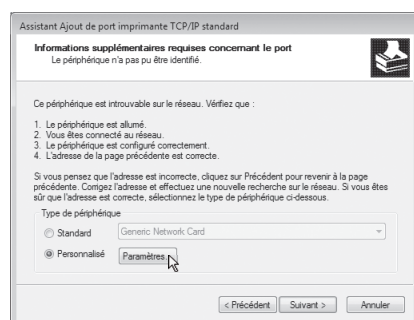 Assistant Ajout de port imprimante TCP/IP standard
Informations supplémentaires requises concernant le port
Le périphérique n'a pas pu être identifié.
Ce périphérique est introuvable sur le réseau. Vérifiez que :
1. Le périphérique est allumé.
2. Vous êtes connecté au réseau.
3. Le périphérique est configuré correctement.
4. L'adresse de la page précédente est correcte.
Si vous pensez que l'adresse est incorrecte, cliquez sur Précédent pour revenir à la page
précédente. Corrigez l'adresse et effectuez une nouvelle recherche sur le réseau. Si vous êtes
sûr que l'adresse est correcte, sélectionnez le type de périphérique ci-dessous.
Type de périphérique
Standard
Generic Network Card
Personnalisé
Paramètres...
< Précédent
Suivant >
Annuler